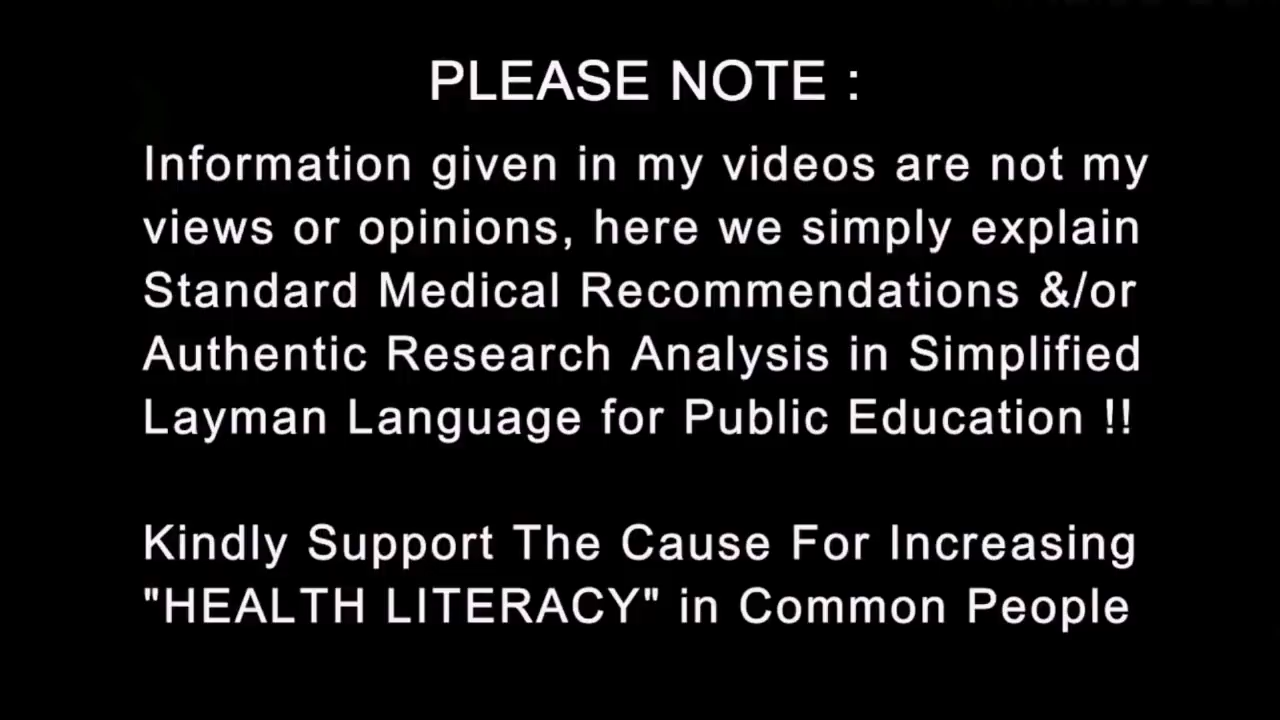 PLEASE NOTE :
Information given in my videos are not my
views or opinions, here we simply explain
Standard Medical Recommendations &/or
Authentic Research Analysis in Simplified
Layman Language for Public Education !!
Kindly Support The Cause For Increasing
"HEALTH LITERACY" in Common People